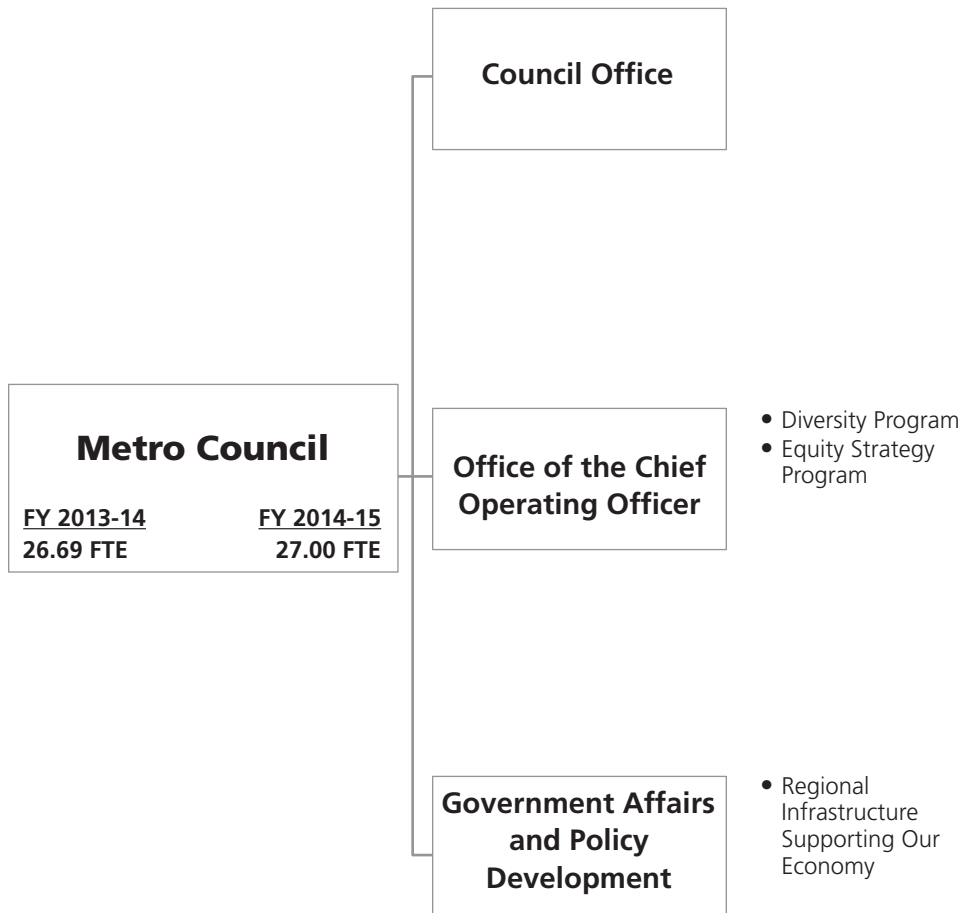 Council Office
Metro Council
FY 2013-14 FY 2014-15
26.69 FTE 27.00 FTE
Office of the Chief
Operating Officer
• Diversity Program
• Equity Strategy
Program
Government Affairs
and Policy
Development
• Regional
Infrastructure
Supporting Our
Economy